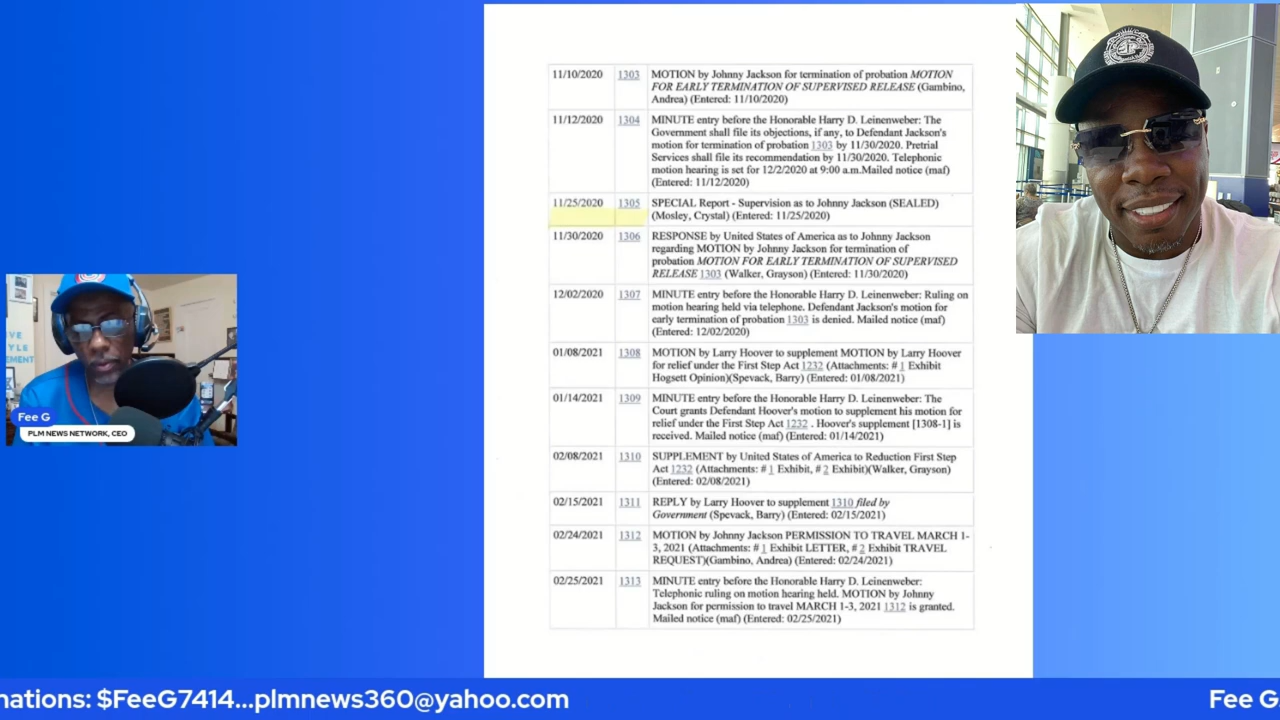 11/10/2020 1303 MOTION by Johnny Jackson for termination of probation MOTION
FOR EARLY TERMINATION OF SUPERVISED RELEASE (Gambino,
Andrea) (Entered: 11/10/2020)
11/12/2020 1304 MINUTE entry before the Honorable Harry D. Leinenweber: The
Government shall file its objections, if any, to Defendant Jackson's
motion for termination of probation 1303 by 11/30/2020. Pretrial
Services shall file its recommendation by 11/30/2020. Telephonic
motion hearing is set for 12/2/2020 at 9:00 a.m.Mailed notice (maf)
(Entered: 11/12/2020)
11/25/2020 1305 SPECIAL Report - Supervision as to Johnny Jackson (SEALED)
(Mosley, Crystal) (Entered: 11/25/2020)
11/30/2020 1306 RESPONSE by United States of America as to Johnny Jackson
regarding MOTION by Johnny Jackson for termination of
probation MOTION FOR EARLY TERMINATION OF SUPERVISED
RELEASE 1303 (Walker, Grayson) (Entered: 11/30/2020)
12/02/2020 1307 MINUTE entry before the Honorable Harry D. Leinenweber: Ruling on
motion hearing held via telephone. Defendant Jackson's motion for
early termination of probation 1303 is denied. Mailed notice (maf)
(Entered: 12/02/2020)
01/08/2021 1308 MOTION by Larry Hoover to supplement MOTION by Larry Hoover
for relief under the First Step Act 1232 (Attachments: # 1 Exhibit
Hogsett Opinion)(Spevack, Barry) (Entered: 01/08/2021)
01/14/2021 1309 MINUTE entry before the Honorable Harry D. Leinenweber: The
Court grants Defendant Hoover's motion to supplement his motion for
relief under the First Step Act 1232 . Hoover's supplement [1308-1] is
received. Mailed notice (maf) (Entered: 01/14/2021)
02/08/2021 1310 SUPPLEMENT by United States of America to Reduction First Step
Act 1232 (Attachments: # 1 Exhibit, # 2 Exhibit)(Walker, Grayson)
(Entered: 02/08/2021)
02/15/2021 1311 REPLY by Larry Hoover to supplement 1310 filed by
Government (Spevack, Barry) (Entered: 02/15/2021)
02/24/2021 1312 MOTION by Johnny Jackson PERMISSION TO TRAVEL MARCH 1-
3, 2021 (Attachments: # 1 Exhibit LETTER, # 2 Exhibit TRAVEL
REQUEST)(Gambino, Andrea) (Entered: 02/24/2021)
02/25/2021 1313 MINUTE entry before the Honorable Harry D. Leinenweber:
Telephonic ruling on motion hearing held. MOTION by Johnny
Jackson for permission to travel MARCH 1-3, 2021 1312 is granted.
Mailed notice (maf) (Entered: 02/25/2021)
VE
YLE
EMENT
Fee G
PLM NEWS NETWORK, CEO
nations: $FeeG7414...plmnews360@yahoo.com
Fee G